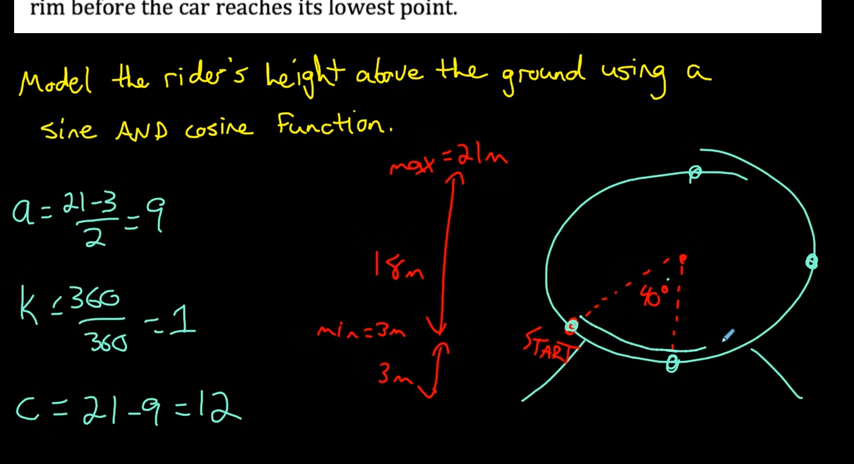 rim before the car reaches its lowest point.
Model the rider's height above the ground using a
sine AND cosine function.
max = 21m
a = 21-3/2 = 9
18m
40°
k = 360/360 = 1
min = 3m
START
3m
c = 21-9 = 12